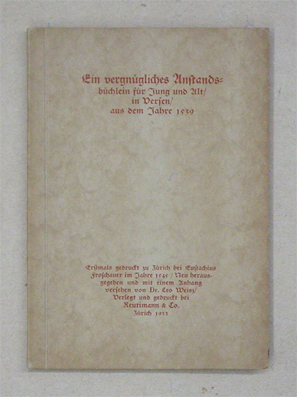 Ein vergnügliches Anstands=
büchlein für Jung und Alt/
in Versen/
aus dem Jahre 1539
Erstmals gedruckt zu Zürich bei Eustachius
Froschauer im Jahre / Neu heraus=
gegeben und mit einem Anhang
versehen von Dr. Leo Weisz/
Verlegt und gedruckt bei
Reutimann & Co.
Zürich